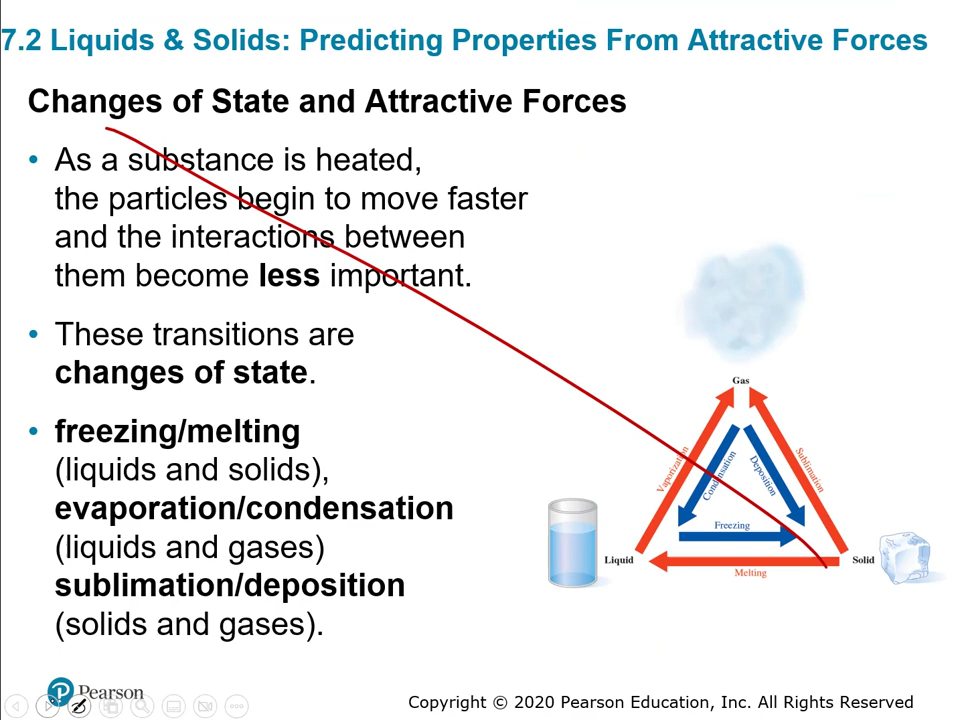 7.2 Liquids & Solids: Predicting Properties From Attractive Forces
Changes of State and Attractive Forces
• As a substance is heated,
the particles begin to move faster
and the interactions between
them become less important.
• These transitions are
changes of state.
• freezing/melting
(liquids and solids),
evaporation/condensation
(liquids and gases)
sublimation/deposition
(solids and gases).
Gas
Vaporization
Condensation
Deposition
Sublimation
Freezing
Liquid
Solid
Melting
P Pearson
Copyright © 2020 Pearson Education, Inc. All Rights Reserved